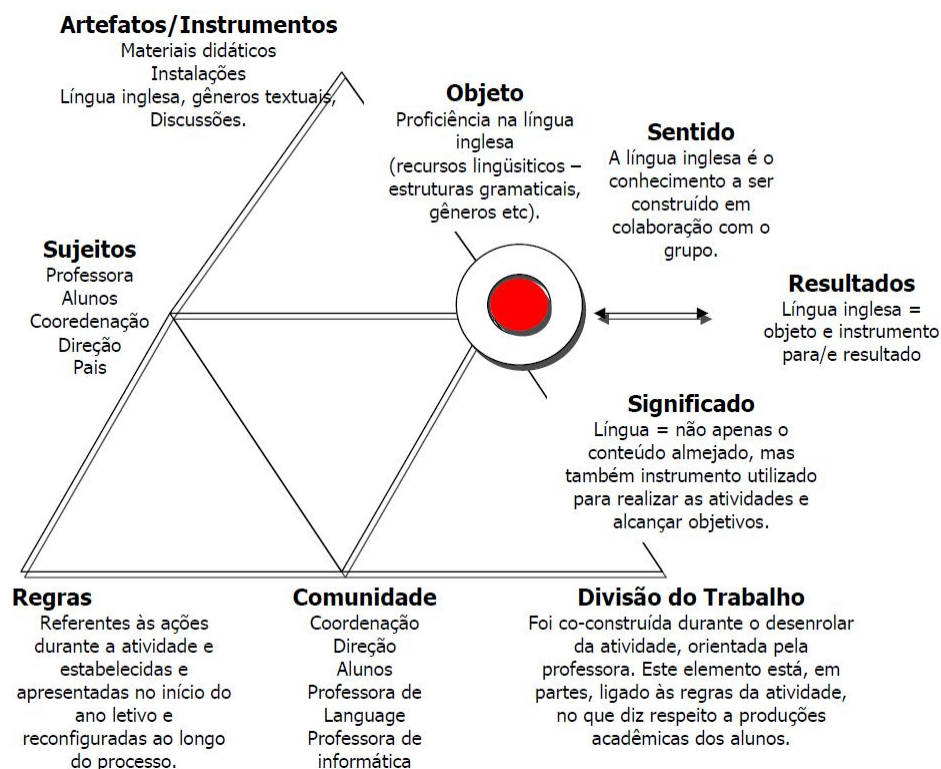 Artefatos/Instrumentos
Materiais didáticos
Instalações
Língua inglesa, gêneros textuais,
Discussões.
Objeto
Proficiência na língua
inglesa
(recursos lingüsiticos –
estruturas gramaticais,
gêneros etc).
Sentido
A língua inglesa é o
conhecimento a ser
construído em
colaboração com o
grupo.
Sujeitos
Professora
Alunos
Cooredenação
Direção
Pais
Resultados
Língua inglesa =
objeto e instrumento
para/e resultado
Significado
Língua = não apenas o
conteúdo almejado, mas
também instrumento utilizado
para realizar as atividades e
alcançar objetivos.
Regras
Referentes às ações
durante a atividade e
estabelecidas e
apresentadas no início do
ano letivo e
reconfiguradas ao longo
do processo.
Comunidade
Coordenação
Direção
Alunos
Professora de
Language
Professora de
informática
Divisão do Trabalho
Foi co-construída durante o desenrolar
da atividade, orientada pela
professora. Este elemento está, em
partes, ligado às regras da atividade,
no que diz respeito a produções
acadêmicas dos alunos.